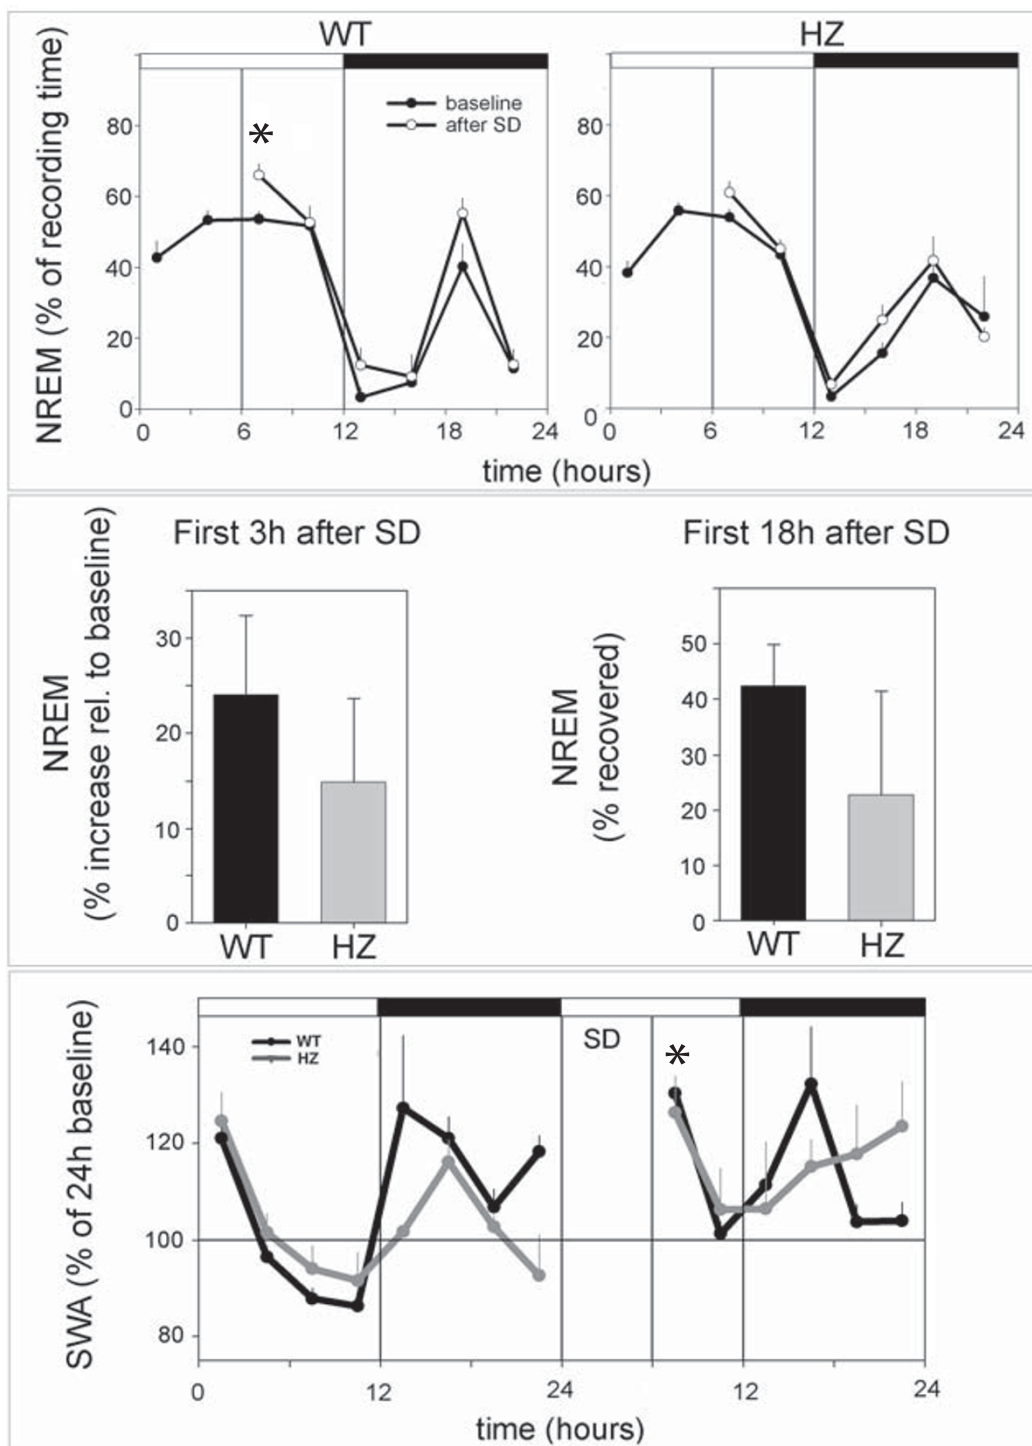 WT HZ
NREM (% of recording time)
baseline
after SD
*
80
60
40
20
0
0 6 12 18 24
80
60
40
20
0
0 6 12 18 24
time (hours)
First 3h after SD
NREM
(% increase rel. to baseline)
30
20
10
0
WT HZ
First 18h after SD
NREM
(% recovered)
50
40
30
20
10
0
WT HZ
SWA (% of 24h baseline)
WT
HZ
SD
*
140
120
100
80
0 12 24 12 24
time (hours)